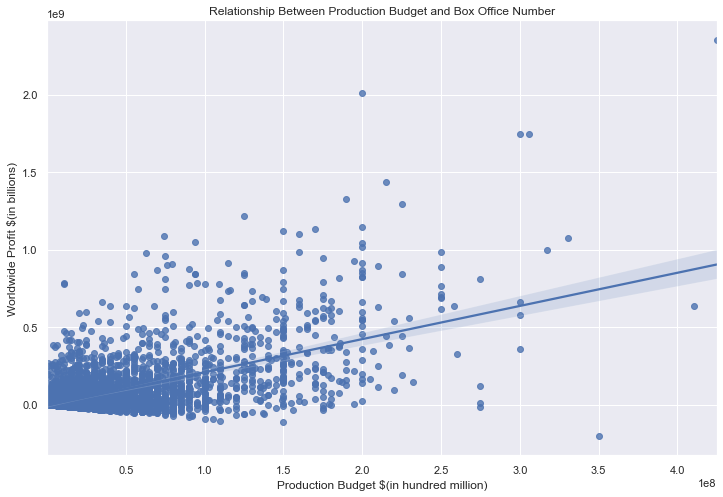 Relationship Between Production Budget and Box Office Number
1e9
2.0
1.5
1.0
0.5
0.0
Worldwide Profit $(in billions)
0.5
1.0
1.5
2.0
2.5
3.0
3.5
4.0
1e8
Production Budget $(in hundred million)